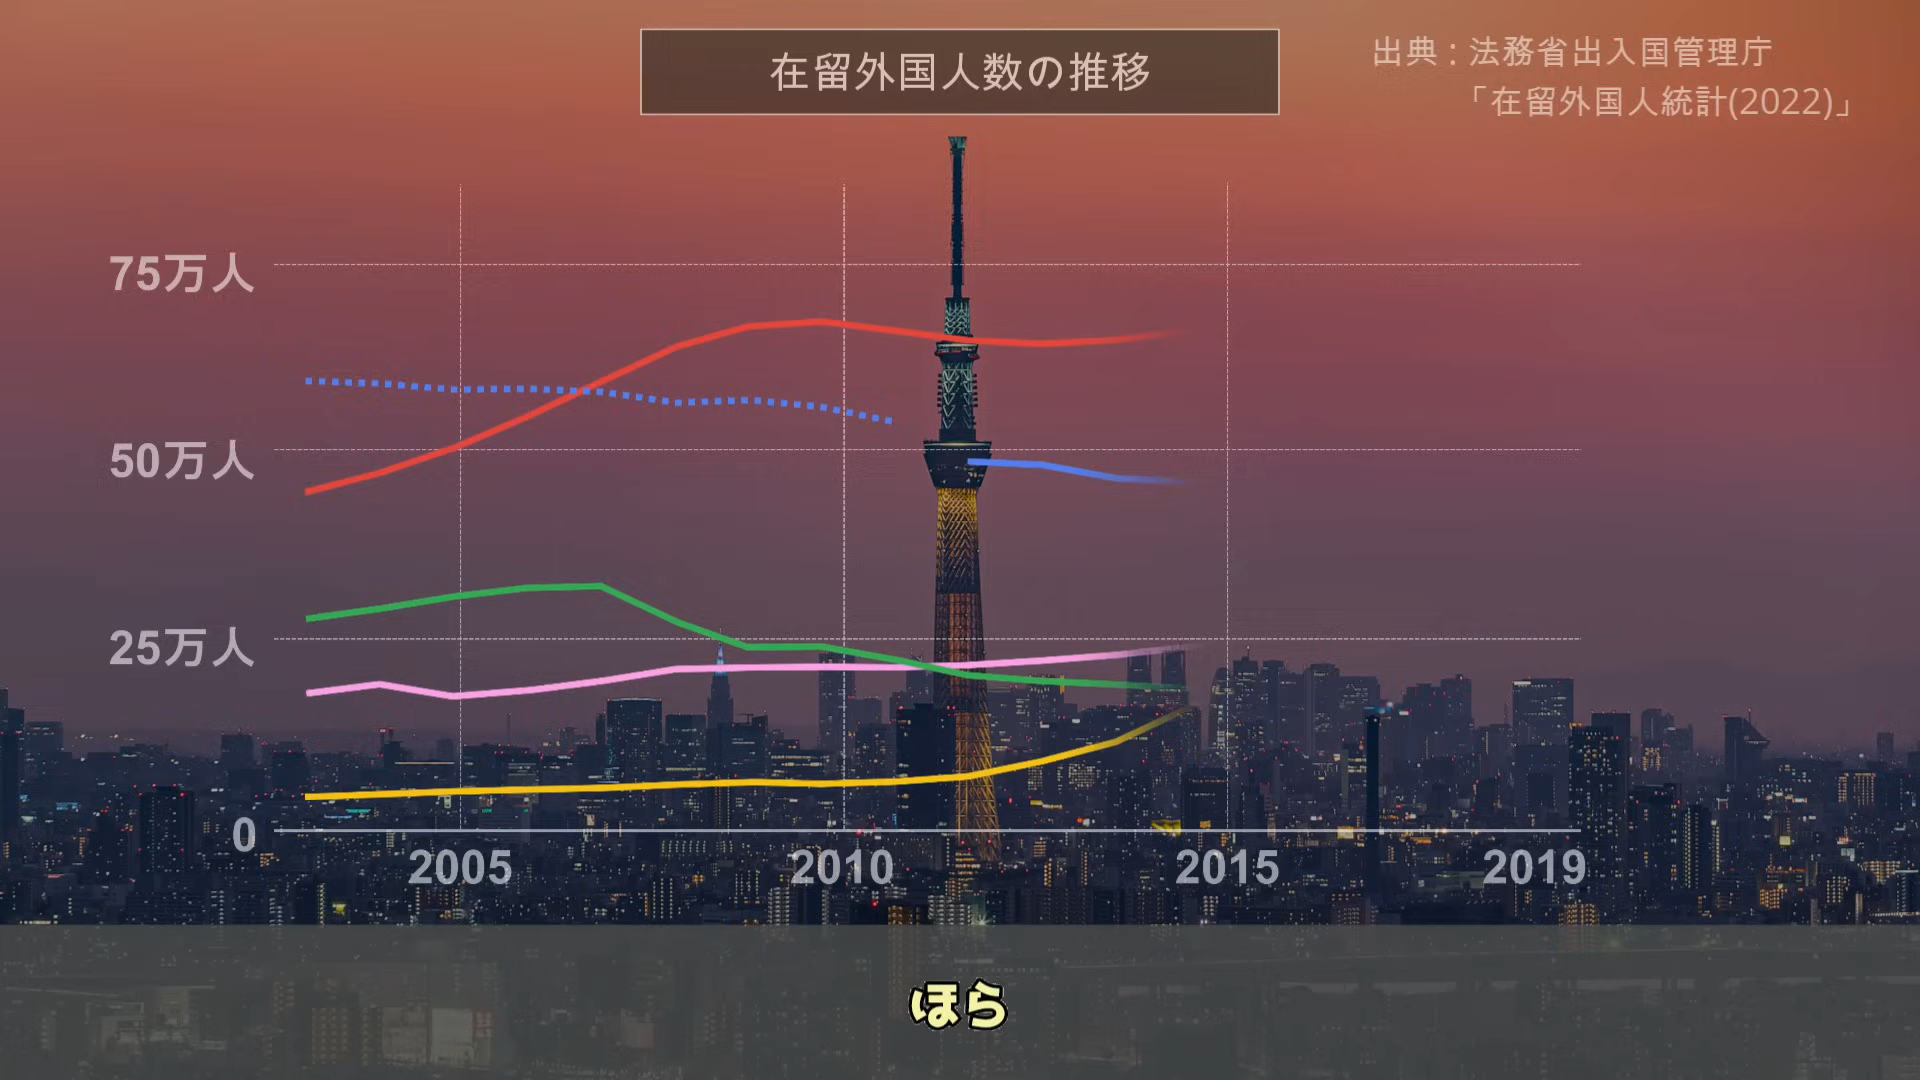 在留外国人数の推移
出典：法務省出入国管理庁
「在留外国人統計(2022)」
75万人
50万人
25万人
0
2005
2010
2015
2019
ほら